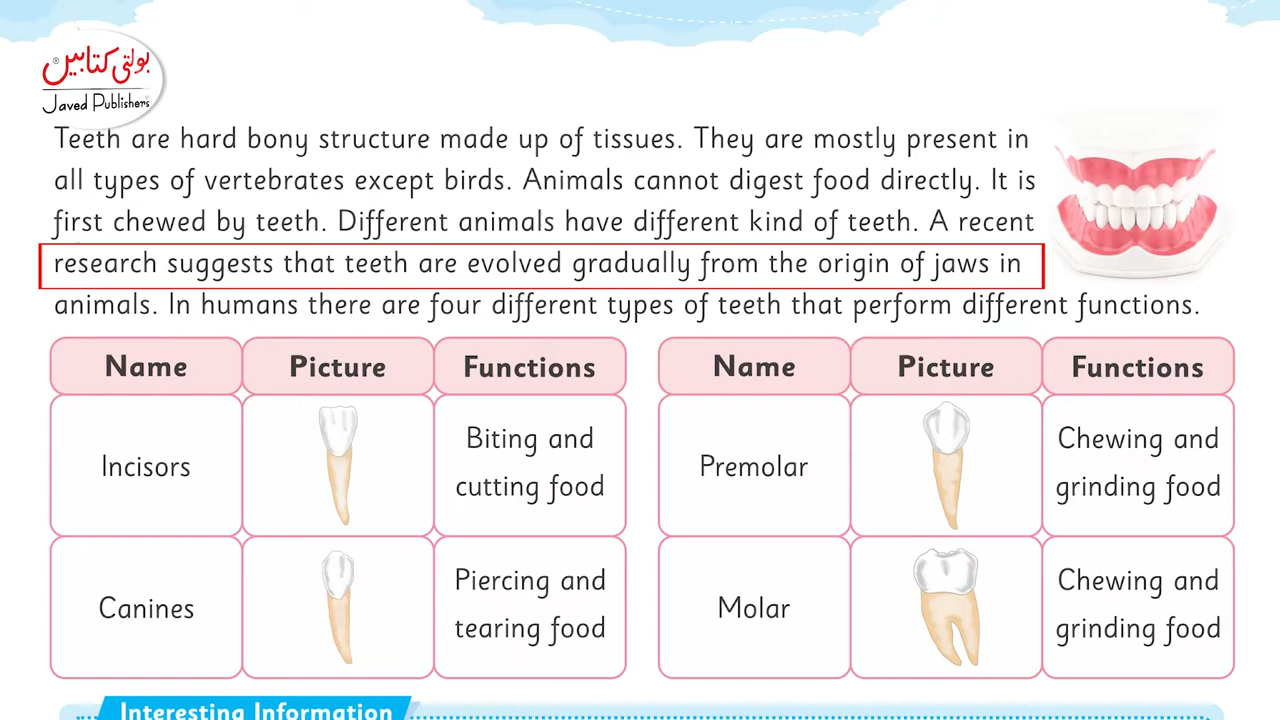 بولتی کتابیں®
Javed Publishers
Teeth are hard bony structure made up of tissues. They are mostly present in
all types of vertebrates except birds. Animals cannot digest food directly. It is
first chewed by teeth. Different animals have different kind of teeth. A recent
research suggests that teeth are evolved gradually from the origin of jaws in
animals. In humans there are four different types of teeth that perform different functions.
Name Picture Functions
Incisors
Biting and
cutting food
Canines
Piercing and
tearing food
Name Picture Functions
Premolar
Chewing and
grinding food
Molar
Chewing and
grinding food
Interesting Information